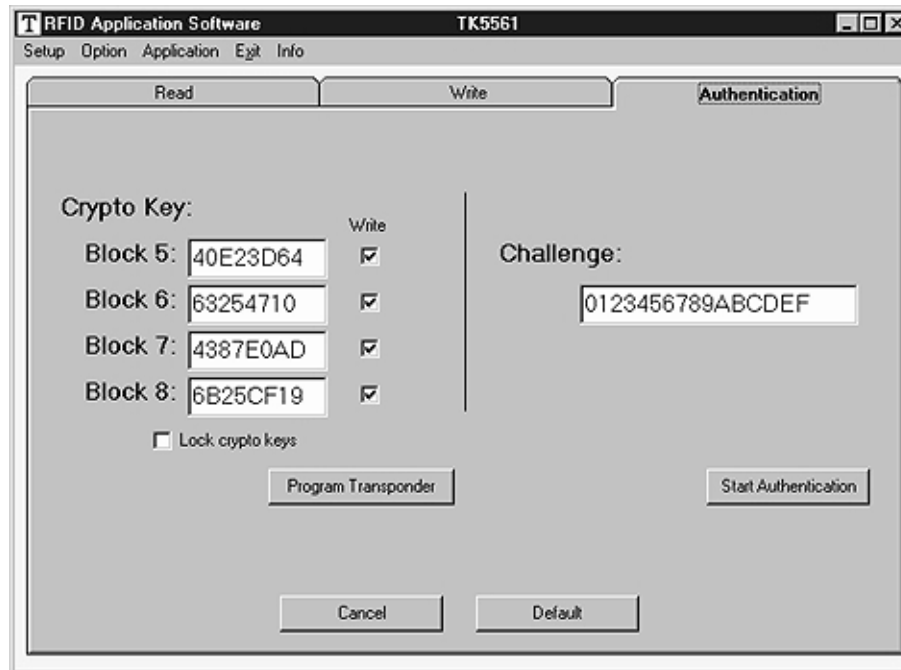 T RFID Application Software TK5561
Setup Option Application Exit Info
Read Write Authentication
Crypto Key:
Write
Block 5: 40E23D64
Block 6: 63254710
Block 7: 4387E0AD
Block 8: 6B25CF19
Lock crypto keys
Program Transponder
Challenge:
0123456789ABCDEF
Start Authentication
Cancel Default